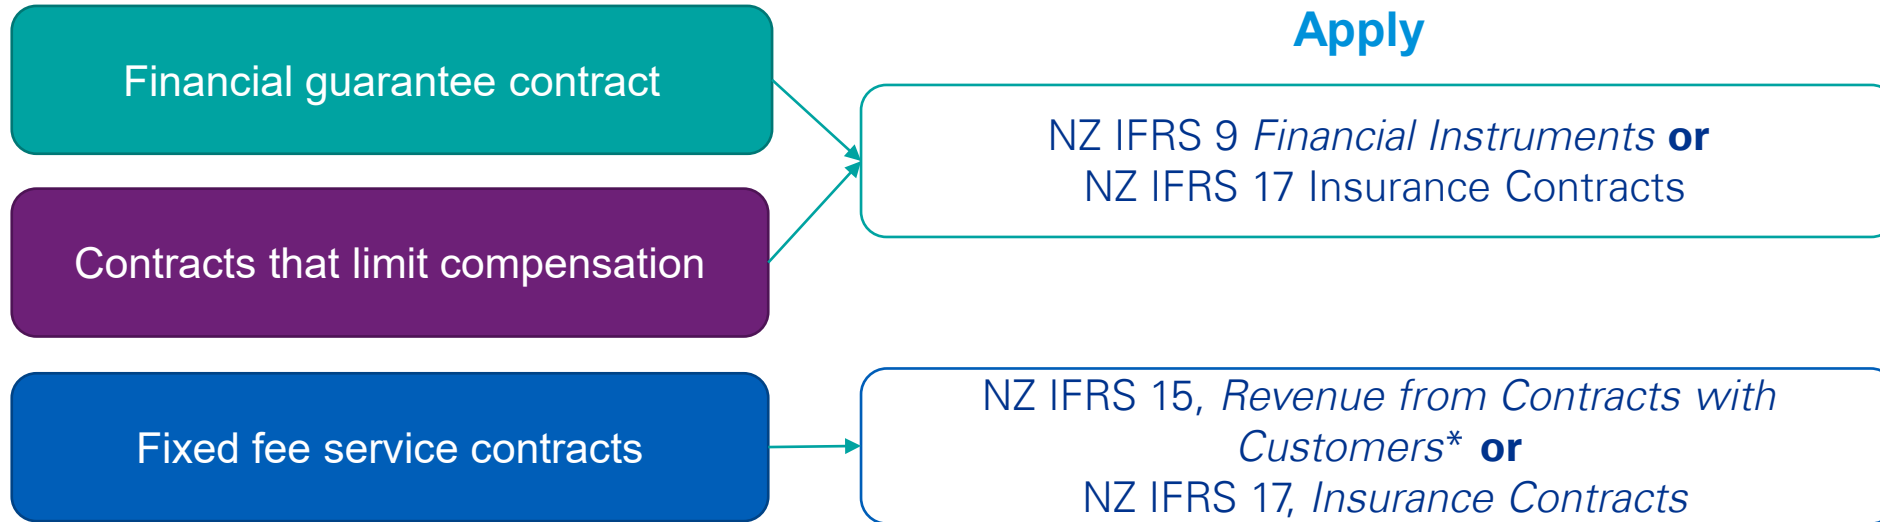 Apply
Financial guarantee contract
NZ IFRS 9 Financial Instruments or
NZ IFRS 17 Insurance Contracts
Contracts that limit compensation
Fixed fee service contracts
NZ IFRS 15, Revenue from Contracts with
Customers* or
NZ IFRS 17, Insurance Contracts